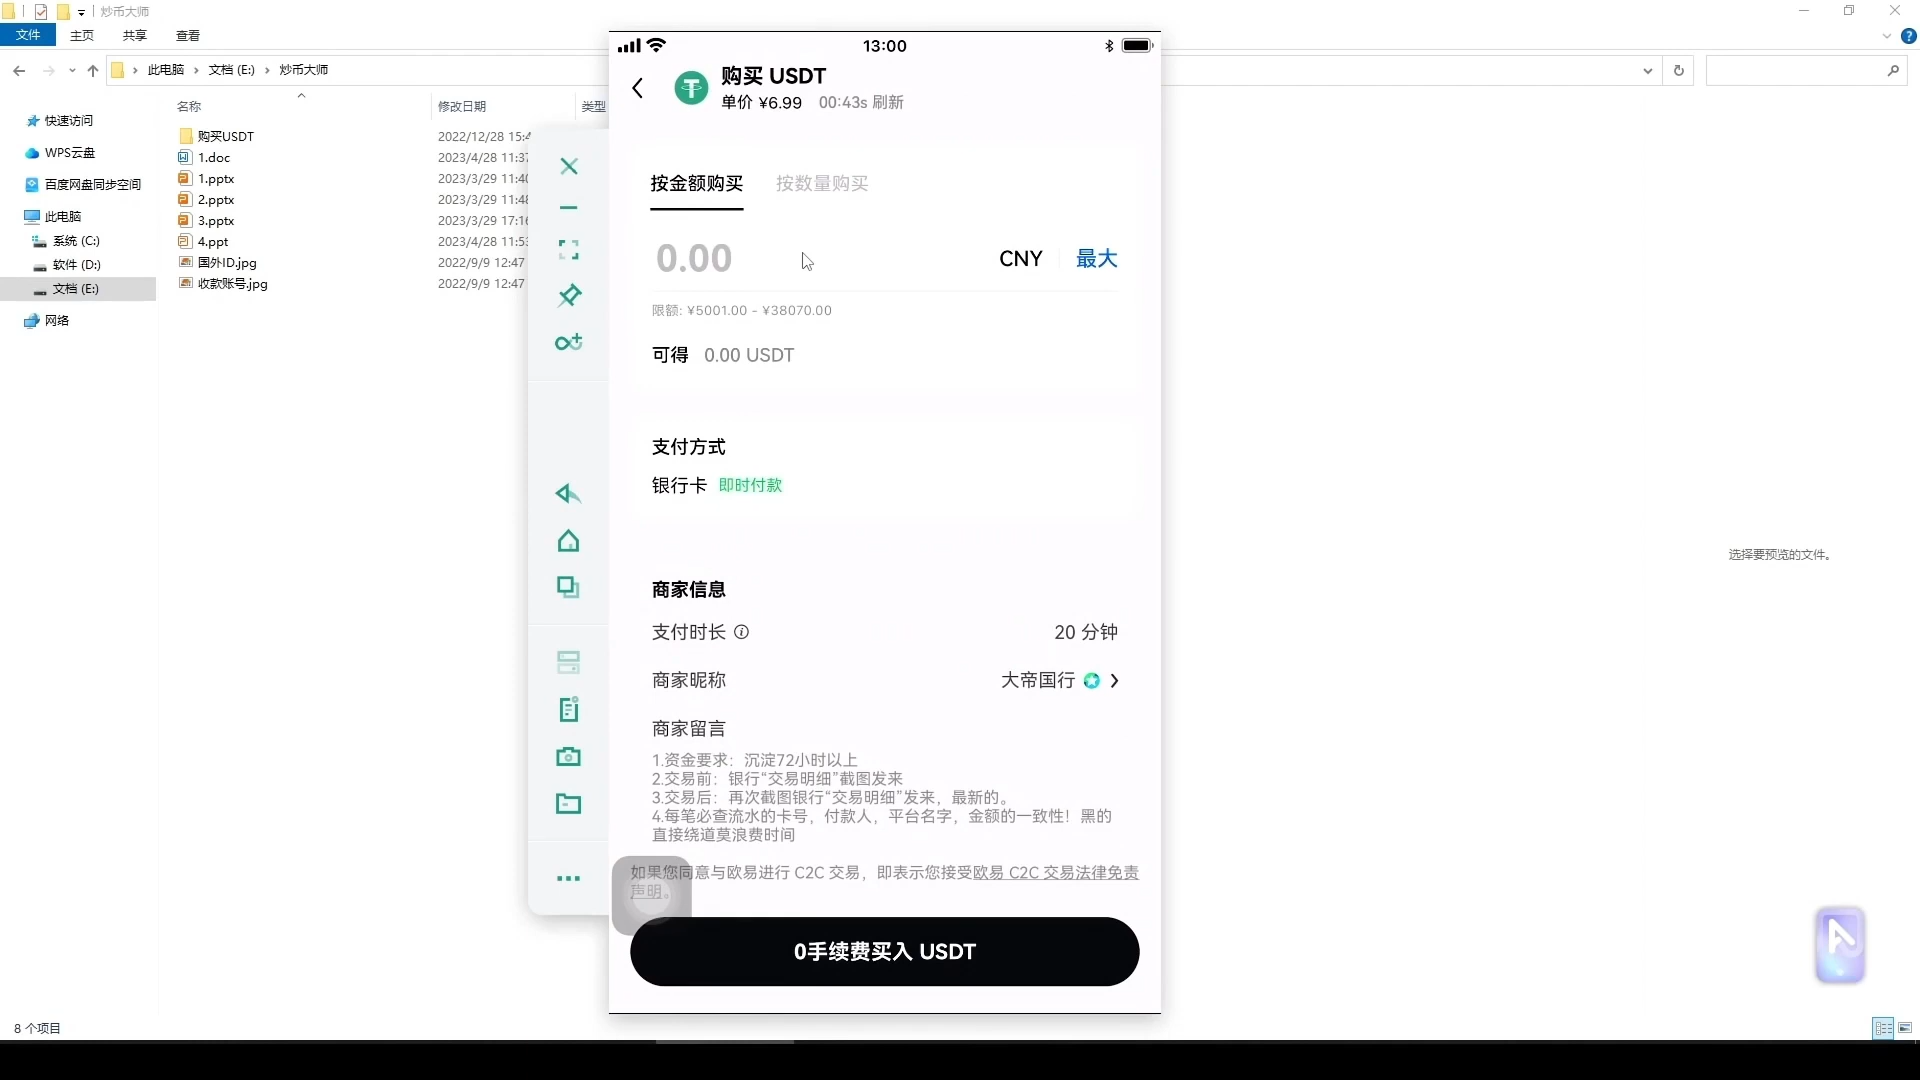 炒币大师
文件 主页 共享 查看
此电脑 文档 (E:) 炒币大师
名称 修改日期 类型
快速访问
WPS云盘
百度网盘同步空间
此电脑
系统 (C:)
软件 (D:)
文档 (E:)
网络
购买USDT 2022/12/28 15:4
1.doc 2023/4/28 11:37
1.pptx 2023/3/29 11:40
2.pptx 2023/3/29 11:48
3.pptx 2023/3/29 17:16
4.ppt 2023/4/28 11:53
国外ID.jpg 2022/9/9 12:47
收款账号.jpg 2022/9/9 12:47
13:00
购买 USDT
单价 ¥6.99 00:43s 刷新
按金额购买 按数量购买
0.00 CNY 最大
限额: ¥5001.00 - ¥38070.00
可得 0.00 USDT
支付方式
银行卡 即时付款
商家信息
支付时长 20 分钟
商家昵称 大帝国行
商家留言
1.资金要求：沉淀72小时以上
2.交易前：银行“交易明细”截图发来
3.交易后：再次截图银行“交易明细”发来，最新的。
4.每笔必查流水的卡号，付款人，平台名字，金额的一致性！黑的
直接绕道莫浪费时间
如果您同意与欧易进行 C2C 交易，即表示您接受欧易 C2C 交易法律免责
声明。
0手续费买入 USDT
选择要预览的文件。
8 个项目